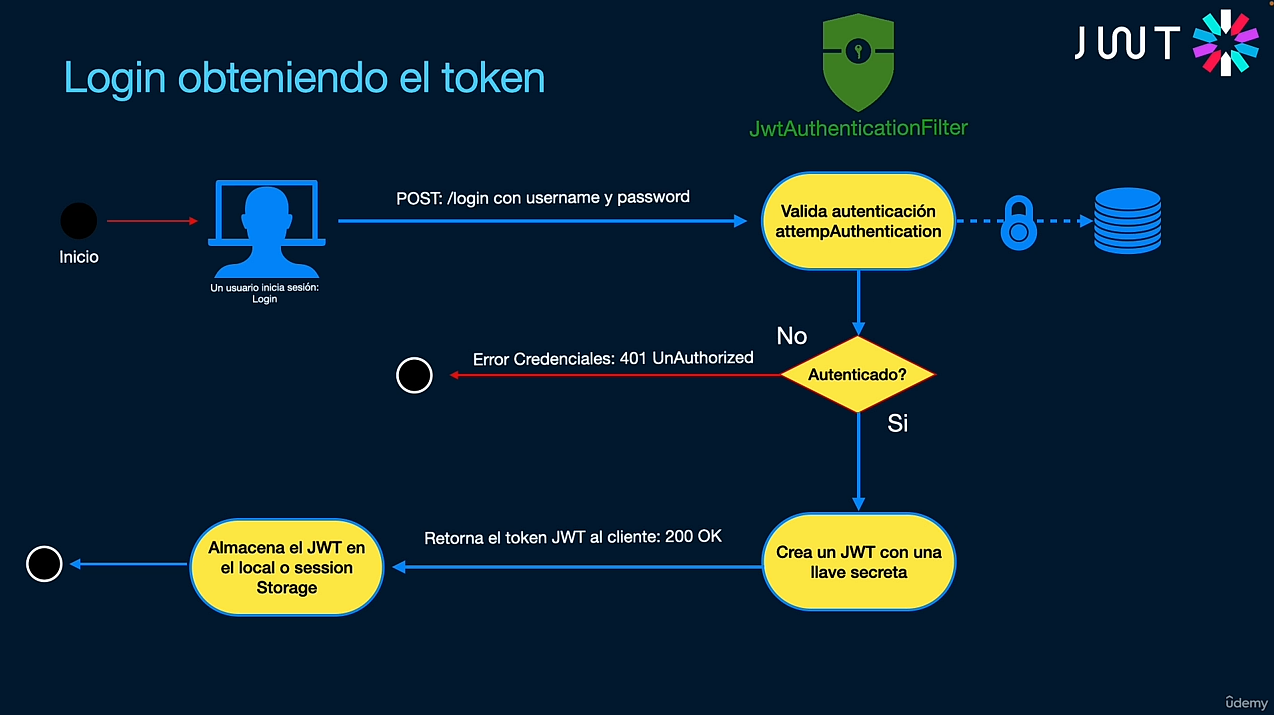 JWT
Login obteniendo el token
JwtAuthenticationFilter
POST: /login con username y password
Valida autenticación
attempAuthentication
Inicio
Un usuario inicia sesión:
Login
No
Error Credenciales: 401 UnAuthorized
Autenticado?
Si
Retorna el token JWT al cliente: 200 OK
Almacena el JWT en
el local o session
Storage
Crea un JWT con una
llave secreta
ûdemy